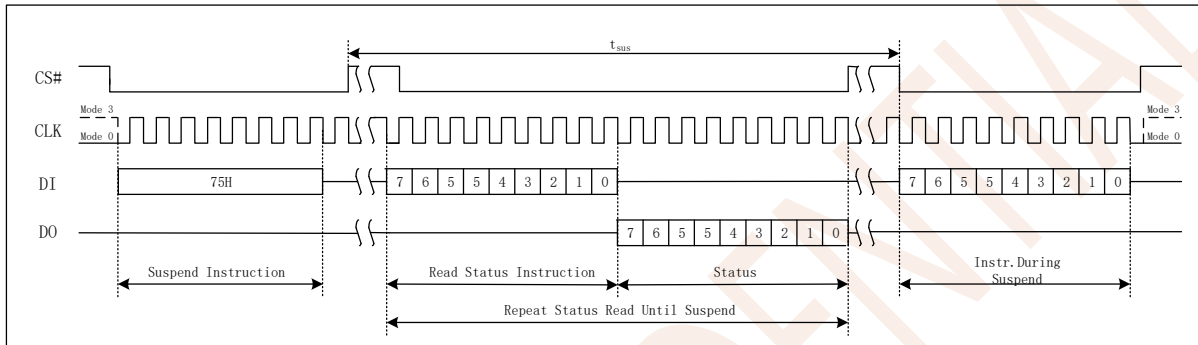 t_sus
CS#
Mode 3
Mode 3
CLK
Mode 0
Mode 0
DI
75H
7 6 5 5 4 3 2 1 0
7 6 5 5 4 3 2 1 0
DO
7 6 5 5 4 3 2 1 0
Suspend Instruction
Read Status Instruction
Status
Instr.During
Suspend
Repeat Status Read Until Suspend
ENTIAL